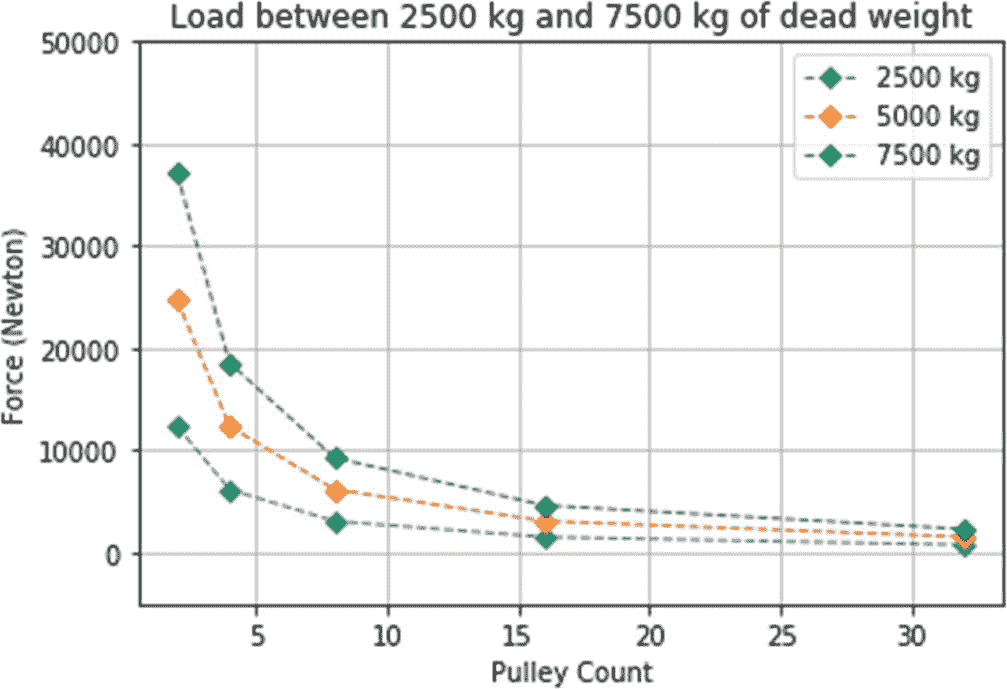 Load between 2500 kg and 7500 kg of dead weight
50000
40000
30000
20000
10000
0
Force (Newton)
2500 kg
5000 kg
7500 kg
5 10 15 20 25 30
Pulley Count